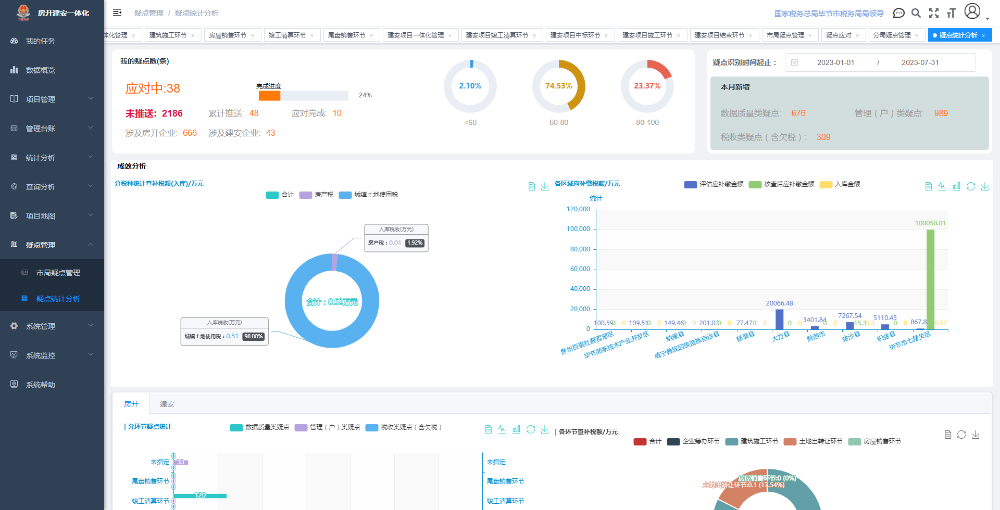 房开建安一体化
疑点管理 / 疑点统计分析
国家税务总局毕节市税务局局领导
体化管理 ×
建筑施工环节 ×
房屋销售环节 ×
竣工清算环节 ×
尾盘销售环节 ×
建安项目一体化管理 ×
建安项目竣工清算环节 ×
建安项目中标环节 ×
建安项目施工环节 ×
建安项目结束环节 ×
市局疑点管理 ×
疑点应对 ×
分局疑点管理 ×
疑点统计分析 ×
我的任务
数据概览
项目管理
管理台账
统计分析
查询分析
项目地图
疑点管理
市局疑点管理
疑点统计分析
系统管理
系统监控
系统帮助
我的疑点数(条)
应对中:38
完成进度
24%
未推送: 2186
累计推送: 48
应对完成: 10
涉及房开企业: 666
涉及建安企业: 43
2.10%
<60
74.53%
60-80
23.37%
80-100
疑点识别时间起止：
2023-01-01 / 2023-07-31
本月新增
数据质量类疑点: 676
管理（户）类疑点: 989
税收类疑点（含欠税）: 309
成效分析
分税种统计查补税额(入库)/万元
合计 房产税 城镇土地使用税
入库税收(万元)
房产税：0.01 1.92%
合计：0.52万元
入库税收(万元)
城镇土地使用税：0.51 98.08%
各区域应补缴税款/万元
评估应补缴金额 核查后应补缴金额 入库金额
统计
120,000
100,000
80,000
60,000
40,000
20,000
0
100050.01
20066.48
3401.84
7267.54
5110.45
100.59 0 0
109.51 0 0
149.46 0 0
201.03 0 0
77.47 0 0
0 0
0 0
15.3 5.3
0 0
867.8 0.57
贵州百里杜鹃管理区
毕节高新技术产业开发区
纳雍县
威宁彝族回族苗族自治县
赫章县
大方县
黔西市
金沙县
织金县
毕节市七星关区
房开
建安
| 分环节疑点统计
数据质量类疑点 管理（户）类疑点 税收类疑点（含欠税）
未指定
0
33
0
尾盘销售环节
0
0
0
竣工清算环节
120
0
0
未指定
尾盘销售环节
竣工清算环节
| 各环节查补税额/万元
合计 企业筹办环节 建筑施工环节 土地出转让环节 房屋销售环节
房屋销售环节:0 (0%)
土地出转让环节:0.1 (17.54%)